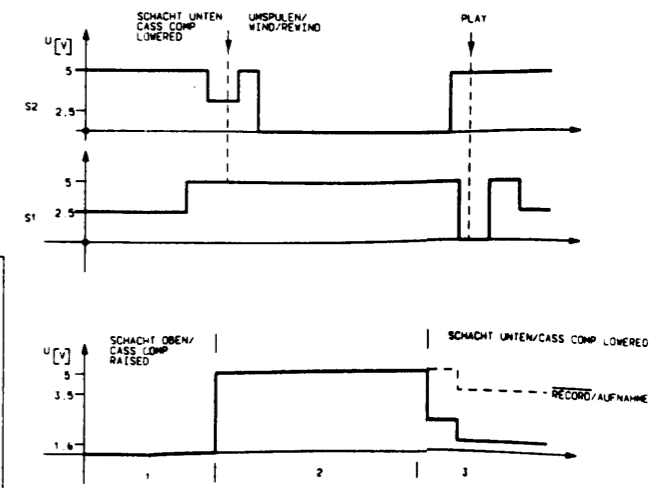 SCHACHT UNTEN
CASS COMP
LOWERED
UMSPULEN/
WIND/REWIND
PLAY
U [V]
5
S2
2.5
5
S1
2.5
SCHACHT OBEN/
CASS COMP
RAISED
SCHACHT UNTEN/CASS COMP LOWERED
U [V]
5
3.5
RECORD/AUFNAHME
1.6
1
2
3